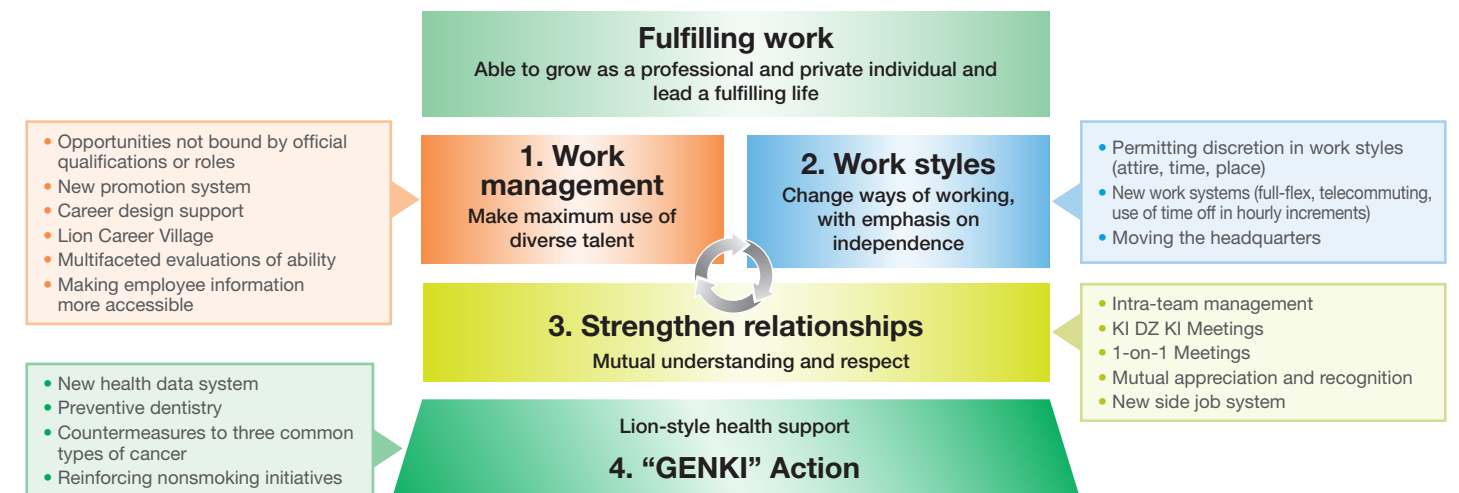 Fulfilling work
Able to grow as a professional and private individual and
lead a fulfilling life
• Opportunities not bound by official
qualifications or roles
• New promotion system
• Career design support
• Lion Career Village
• Multifaceted evaluations of ability
• Making employee information
more accessible
1. Work
management
Make maximum use of
diverse talent
2. Work styles
Change ways of working,
with emphasis on
independence
• Permitting discretion in work styles
(attire, time, place)
• New work systems (full-flex, telecommuting,
use of time off in hourly increments)
• Moving the headquarters
3. Strengthen relationships
Mutual understanding and respect
• Intra-team management
• KI DZ KI Meetings
• 1-on-1 Meetings
• Mutual appreciation and recognition
• New side job system
• New health data system
• Preventive dentistry
• Countermeasures to three common
types of cancer
• Reinforcing nonsmoking initiatives
Lion-style health support
4. “GENKI” Action